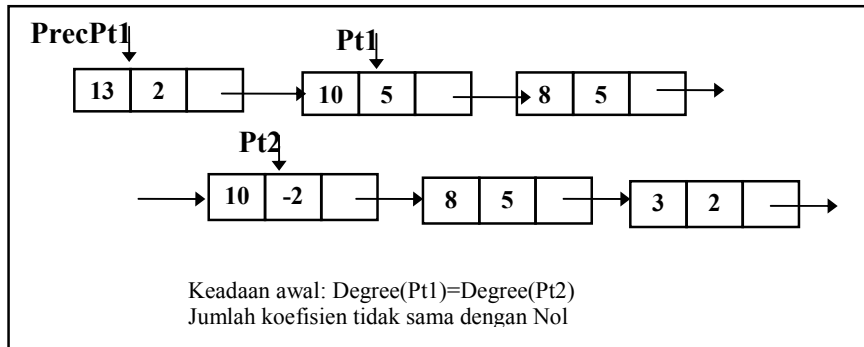 PrecPt1 Pt1
13 2 10 5 8 5
Pt2
10 -2 8 5 3 2
Keadaan awal: Degree(Pt1)=Degree(Pt2)
Jumlah koefisien tidak sama dengan Nol